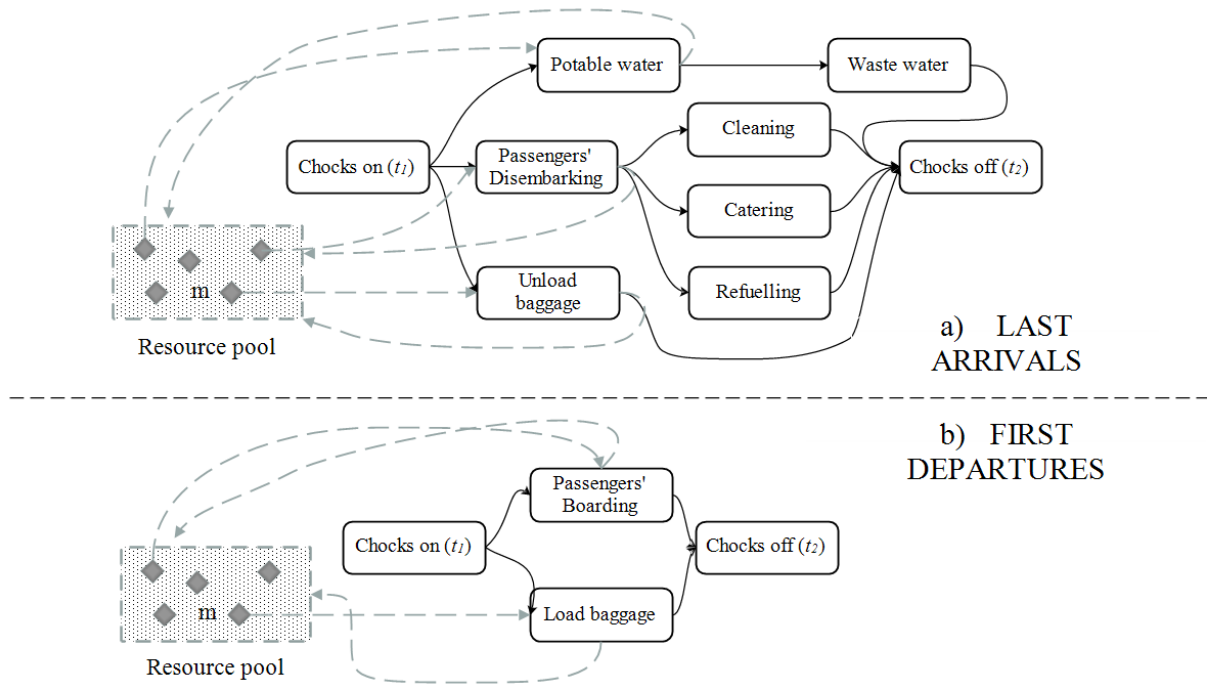 Potable water
Waste water
Cleaning
Chocks on (t1)
Passengers'
Disembarking
Chocks off (t2)
Catering
m
Unload
baggage
Refuelling
Resource pool
a) LAST
ARRIVALS
b) FIRST
DEPARTURES
Passengers'
Boarding
Chocks on (t1)
Chocks off (t2)
m
Load baggage
Resource pool